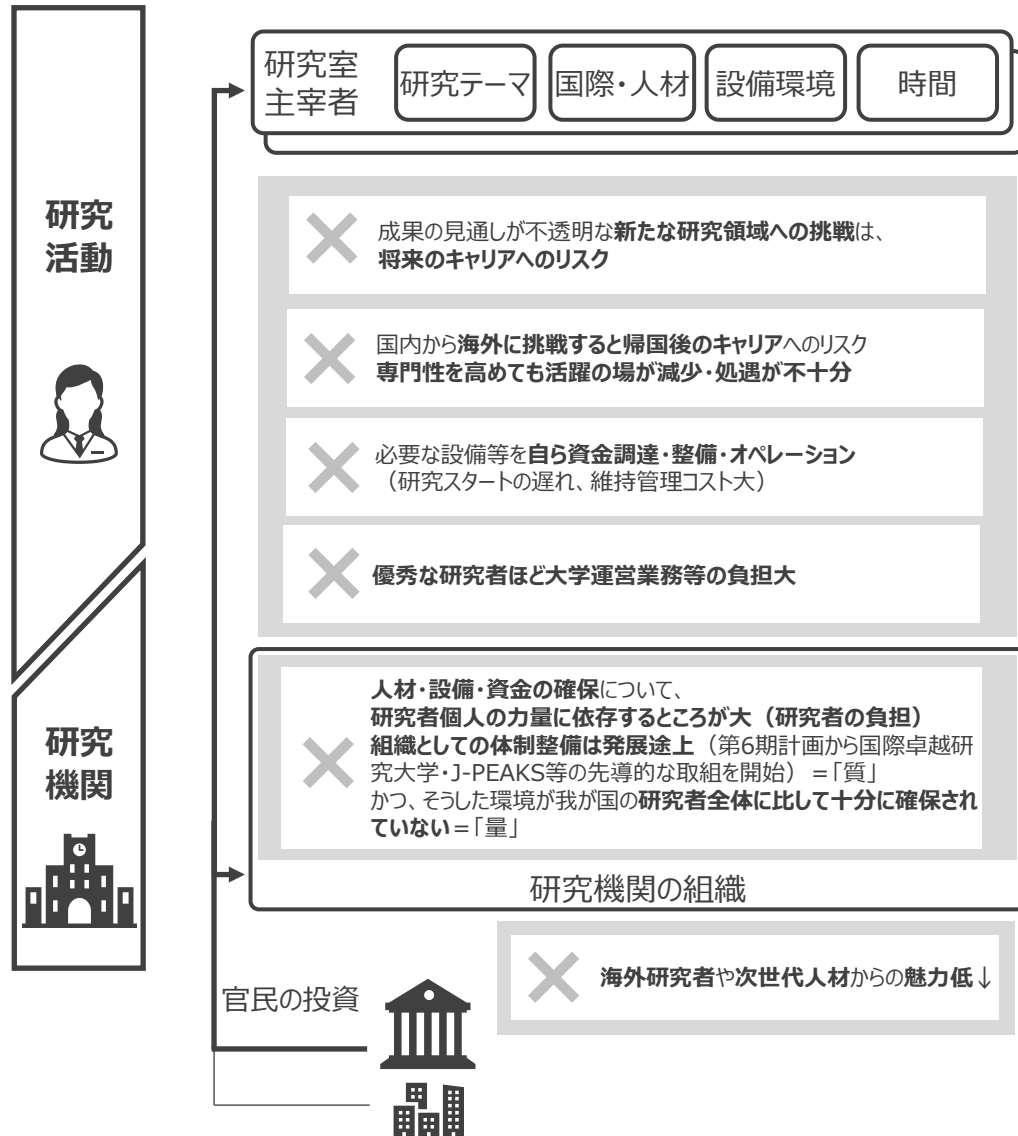 研究室
主宰者
研究テーマ
国際・人材
設備環境
時間
研究
活動
成果の見通しが不透明な新たな研究領域への挑戦は、
将来のキャリアへのリスク
国内から海外に挑戦すると帰国後のキャリアへのリスク
専門性を高めても活躍の場が減少・処遇が不十分
必要な設備等を自ら資金調達・整備・オペレーション
（研究スタートの遅れ、維持管理コスト大）
優秀な研究者ほど大学運営業務等の負担大
研究
機関
人材・設備・資金の確保について、
研究者個人の力量に依存するところが大（研究者の負担）
組織としての体制整備は発展途上（第6期計画から国際卓越研
究大学・J-PEAKS等の先導的な取組を開始）＝「質」
かつ、そうした環境が我が国の研究者全体に比して十分に確保され
ていない＝「量」
研究機関の組織
海外研究者や次世代人材からの魅力低↓
官民の投資